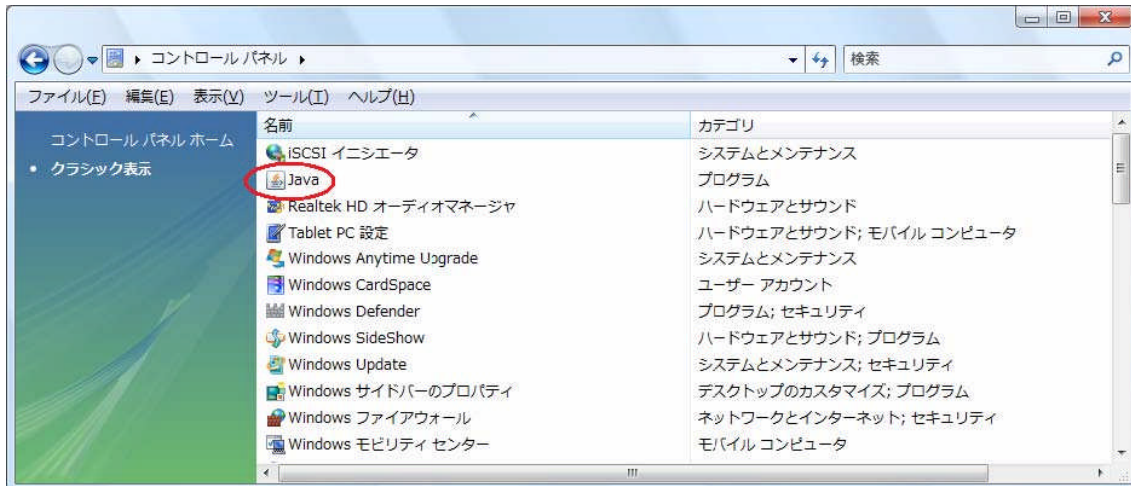 コントロール パネル
検索
ファイル(F) 編集(E) 表示(V) ツール(T) ヘルプ(H)
コントロール パネル ホーム
クラシック表示
名前 カテゴリ
iSCSI イニシエータ システムとメンテナンス
Java プログラム
Realtek HD オーディオマネージャ ハードウェアとサウンド
Tablet PC 設定 ハードウェアとサウンド; モバイル コンピュータ
Windows Anytime Upgrade システムとメンテナンス
Windows CardSpace ユーザー アカウント
Windows Defender プログラム; セキュリティ
Windows SideShow ハードウェアとサウンド; プログラム
Windows Update システムとメンテナンス; セキュリティ
Windows サイドバーのプロパティ デスクトップのカスタマイズ; プログラム
Windows ファイアウォール ネットワークとインターネット; セキュリティ
Windows モビリティ センター モバイル コンピュータ